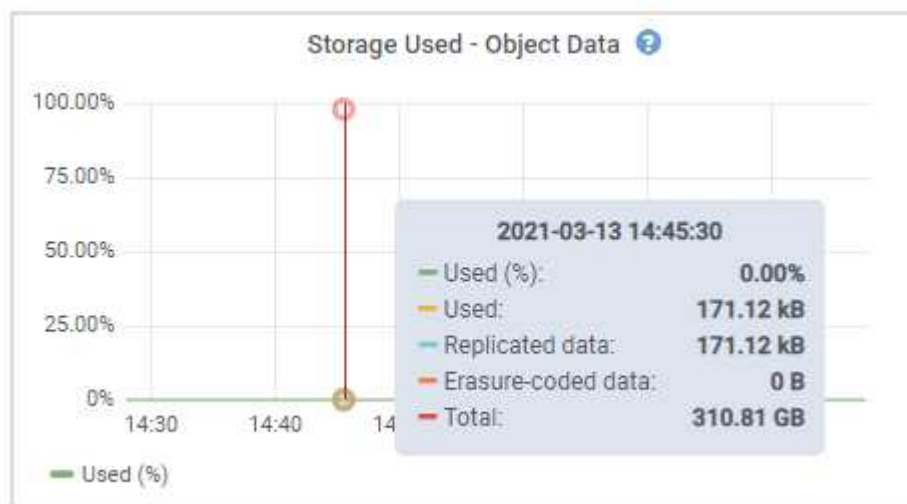 Storage Used - Object Data ?
100.00%
75.00%
50.00%
25.00%
0%
14:30 14:40
2021-03-13 14:45:30
Used (%): 0.00%
Used: 171.12 kB
Replicated data: 171.12 kB
Erasure-coded data: 0 B
Total: 310.81 GB
Used (%)